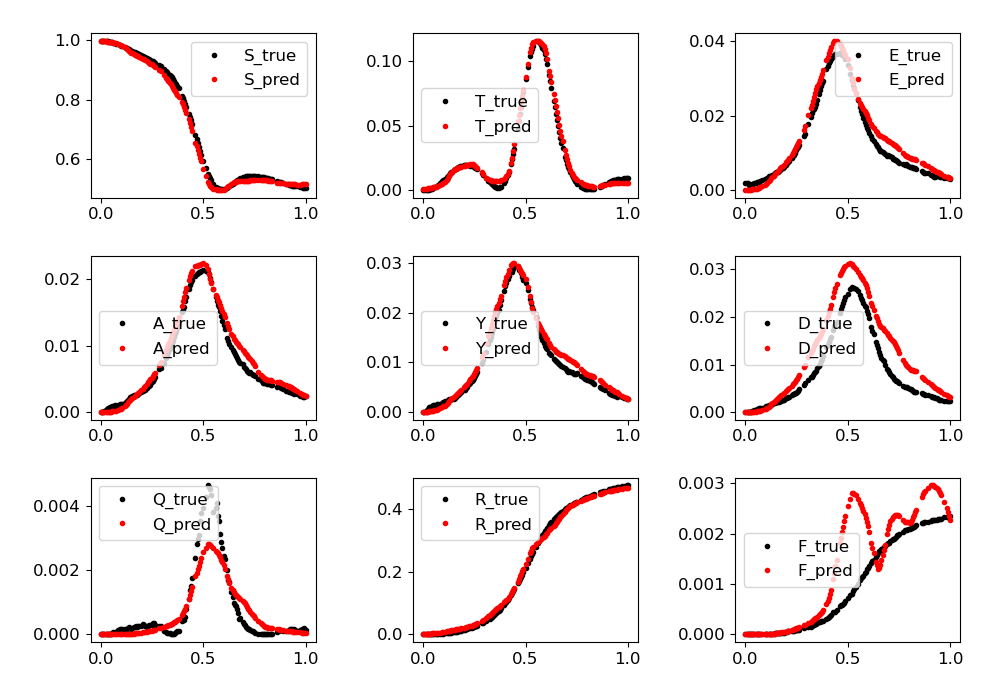 1.0
0.8
0.6
0.0 0.5 1.0
S_true
S_pred
0.10
0.05
0.00
0.0 0.5 1.0
T_true
T_pred
0.04
0.02
0.00
0.0 0.5 1.0
E_true
E_pred
0.02
0.01
0.00
0.0 0.5 1.0
A_true
A_pred
0.03
0.02
0.01
0.00
0.0 0.5 1.0
Y_true
Y_pred
0.03
0.02
0.01
0.00
0.0 0.5 1.0
D_true
D_pred
0.004
0.002
0.000
0.0 0.5 1.0
Q_true
Q_pred
0.4
0.2
0.0
0.0 0.5 1.0
R_true
R_pred
0.003
0.002
0.001
0.000
0.0 0.5 1.0
F_true
F_pred